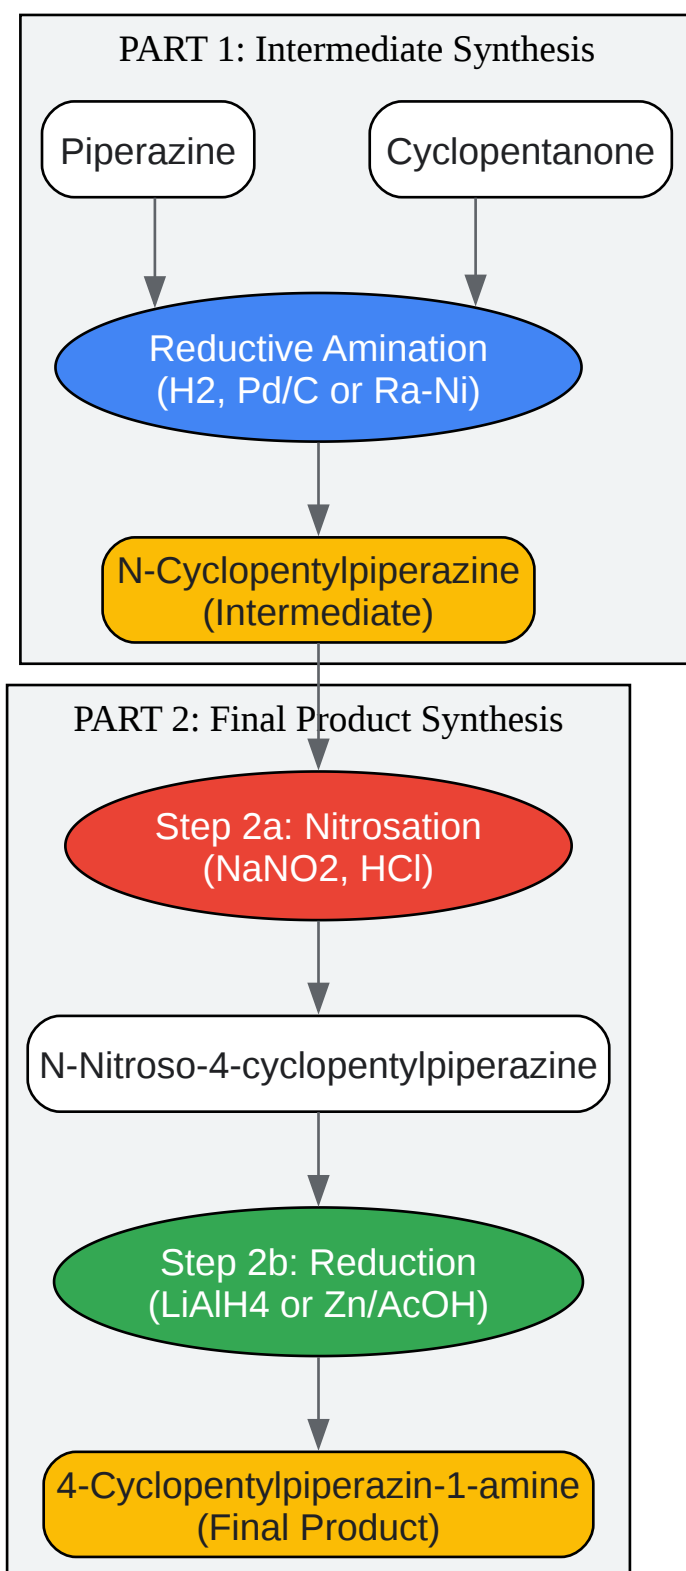 PART 1: Intermediate Synthesis
Piperazine
Cyclopentanone
Reductive Amination
(H2, Pd/C or Ra-Ni)
N-Cyclopentylpiperazine
(Intermediate)
PART 2: Final Product Synthesis
Step 2a: Nitrosation
(NaNO2, HCl)
N-Nitroso-4-cyclopentylpiperazine
Step 2b: Reduction
(LiAlH4 or Zn/AcOH)
4-Cyclopentylpiperazin-1-amine
(Final Product)